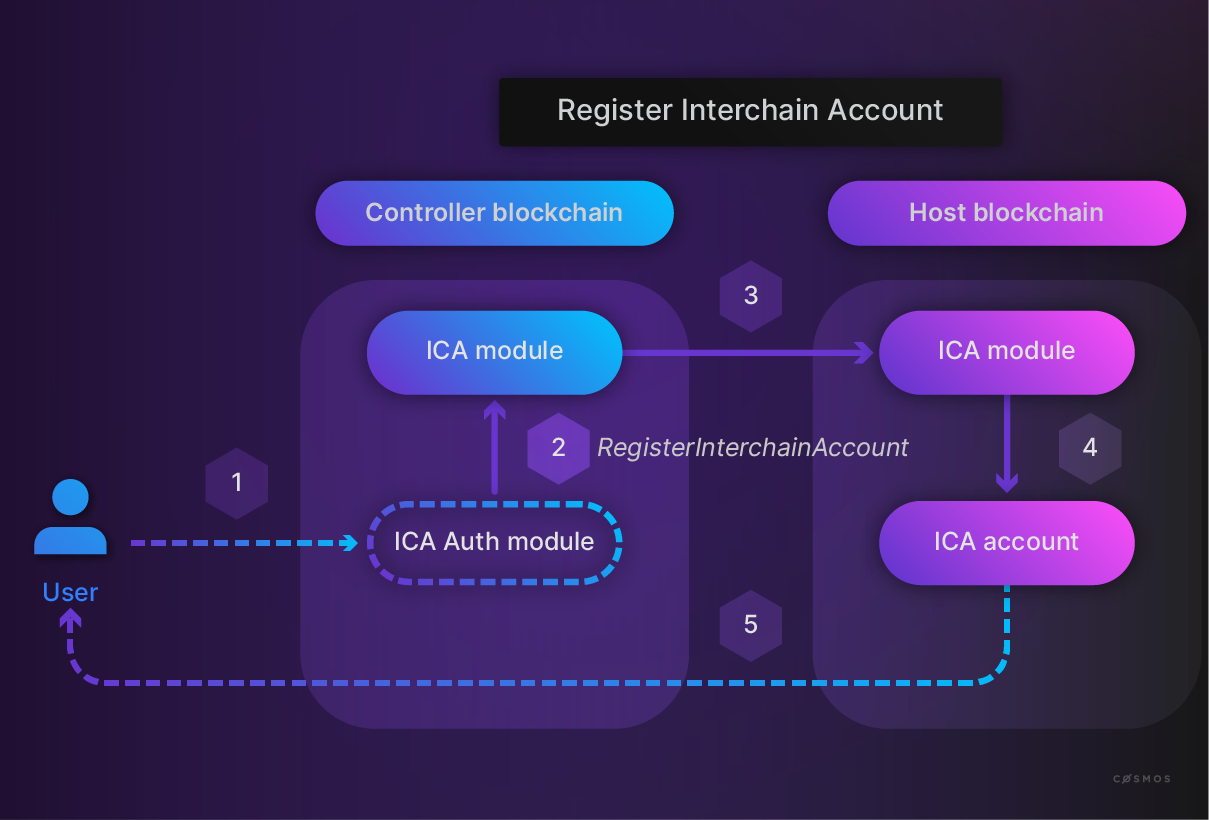 Register Interchain Account
Controller blockchain
Host blockchain
3
ICA module
ICA module
2
RegisterInterchainAccount
4
1
ICA Auth module
ICA account
User
5
COSMOS